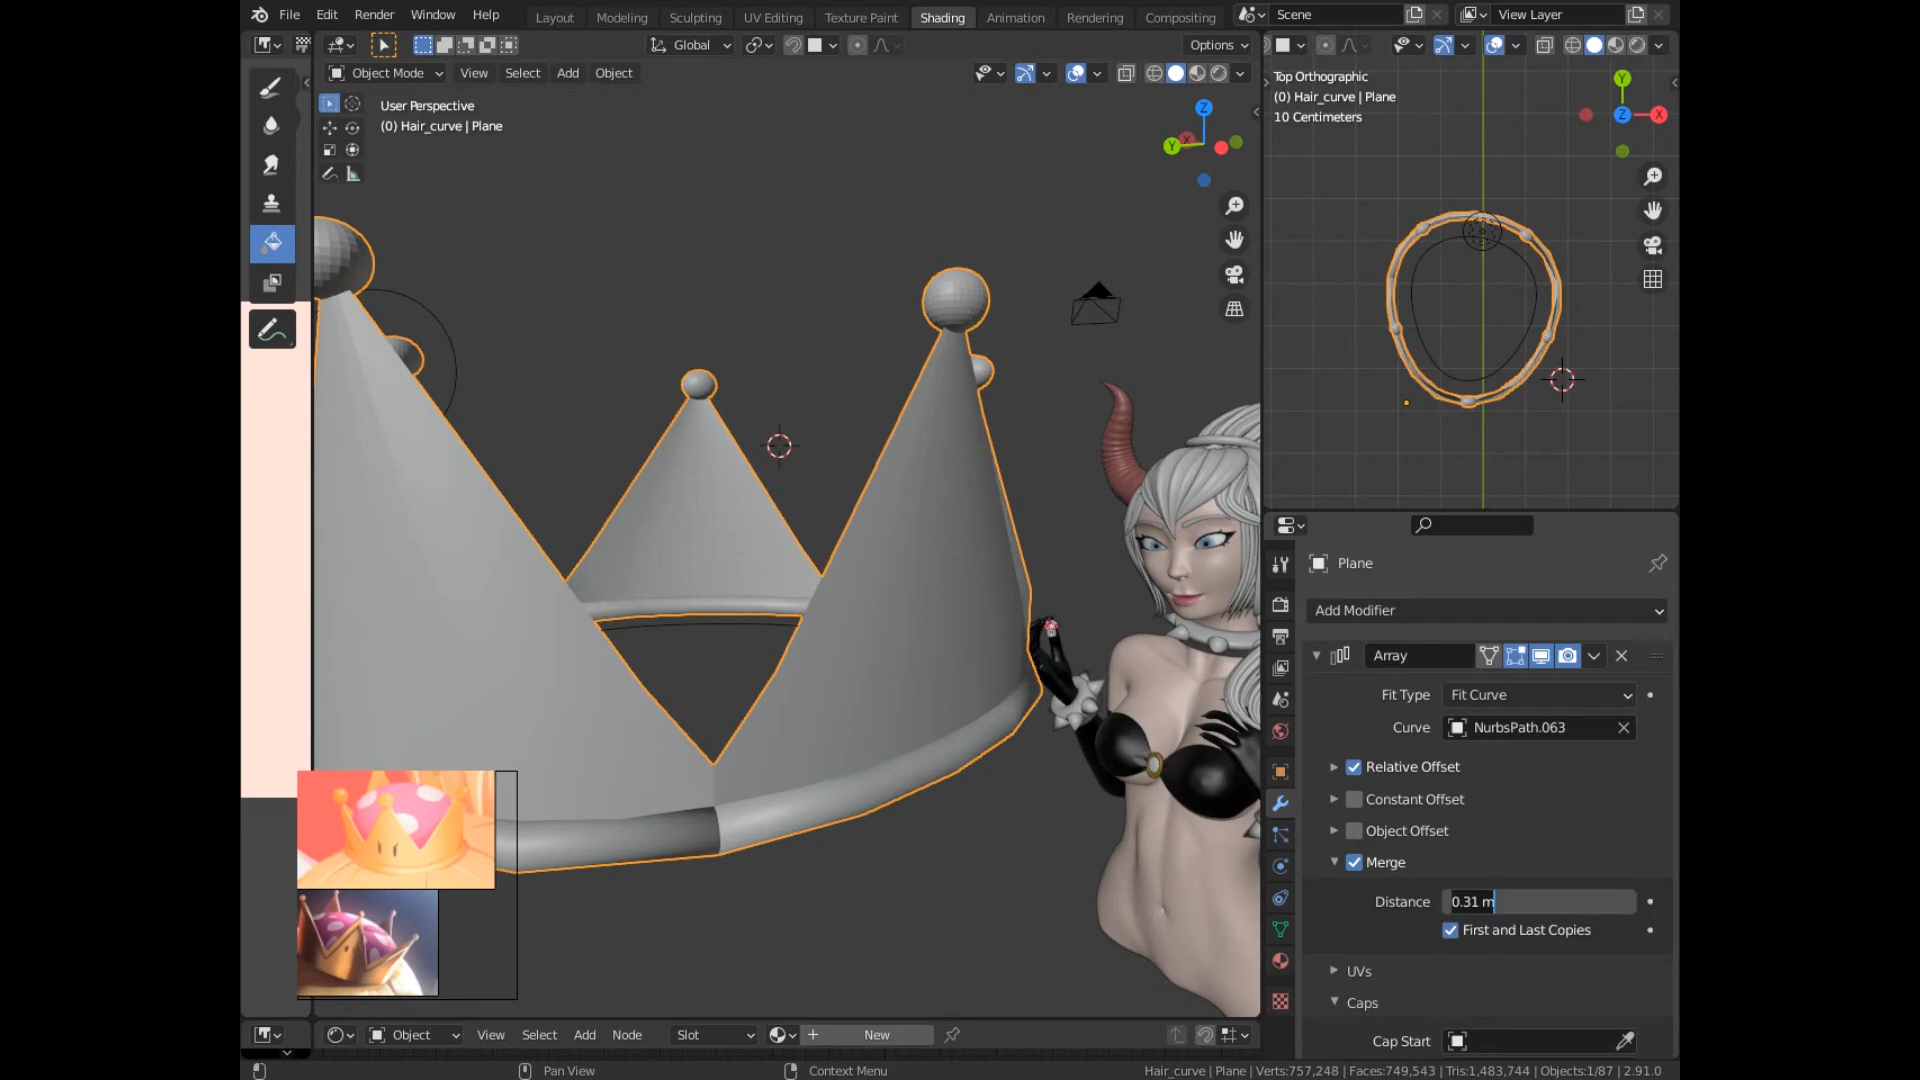 File Edit Render Window Help
Layout Modeling Sculpting UV Editing Texture Paint Shading Animation Rendering Compositing
Scene
View Layer
Global
Options
Object Mode View Select Add Object
User Perspective
(0) Hair_curve | Plane
Z
X
Y
Top Orthographic
(0) Hair_curve | Plane
10 Centimeters
Y
Z
X
Plane
Add Modifier
Array
Fit Type Fit Curve
Curve NurbsPath.063
Relative Offset
Constant Offset
Object Offset
Merge
Distance 0.31 m
First and Last Copies
UVs
Caps
Cap Start
Object View Select Add Node Slot New
Pan View
Context Menu
Hair_curve | Plane | Verts:757,248 | Faces:749,543 | Tris:1,483,744 | Objects:1/87 | 2.91.0